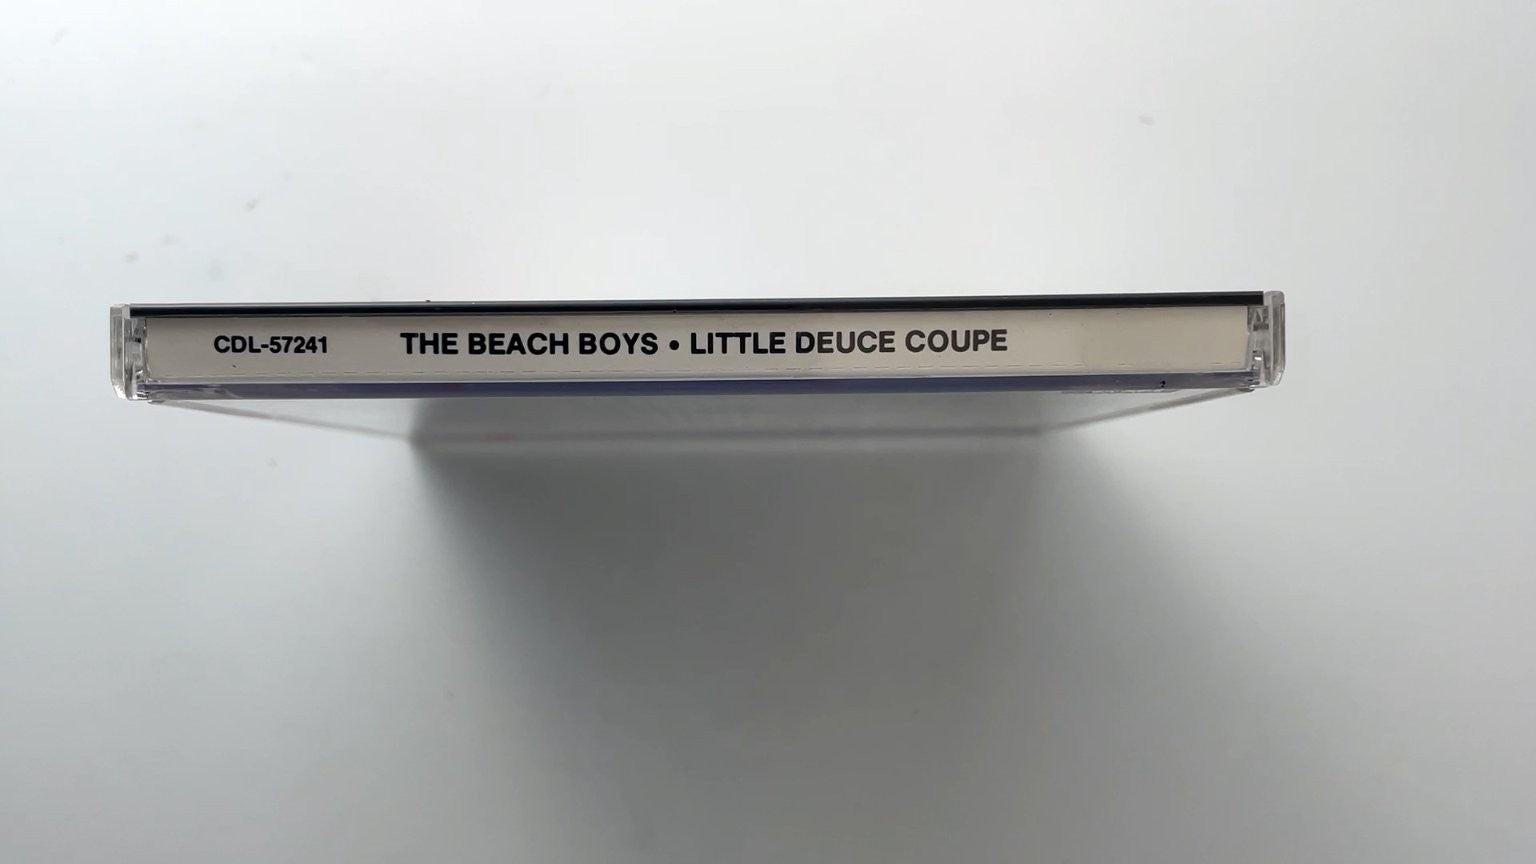 CDL-57241 THE BEACH BOYS • LITTLE DEUCE COUPE